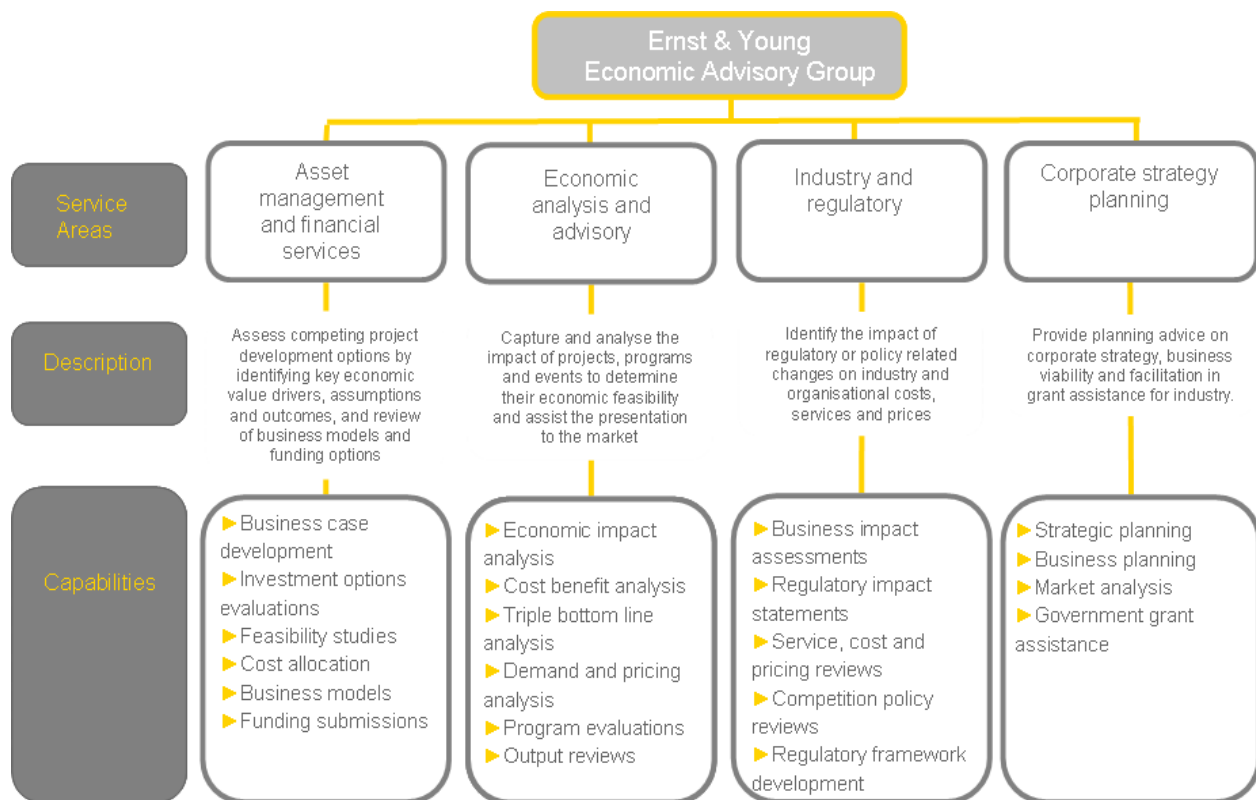 Ernst & Young
Economic Advisory Group
Service
Areas
Asset
management
and financial
services
Economic
analysis and
advisory
Industry and
regulatory
Corporate strategy
planning
Description
Assess competing project
development options by
identifying key economic
value drivers, assumptions
and outcomes, and review
of business models and
funding options
Capture and analyse the
impact of projects, programs
and events to determine
their economic feasibility
and assist the presentation
to the market
Identify the impact of
regulatory or policy related
changes on industry and
organisational costs,
services and prices
Provide planning advice on
corporate strategy, business
viability and facilitation in
grant assistance for industry.
Capabilities
►Business case
development
►Investment options
evaluations
►Feasibility studies
►Cost allocation
►Business models
►Funding submissions
►Economic impact
analysis
►Cost benefit analysis
►Triple bottom line
analysis
►Demand and pricing
analysis
►Program evaluations
►Output reviews
►Business impact
assessments
►Regulatory impact
statements
►Service, cost and
pricing reviews
►Competition policy
reviews
►Regulatory framework
development
►Strategic planning
►Business planning
►Market analysis
►Government grant
assistance